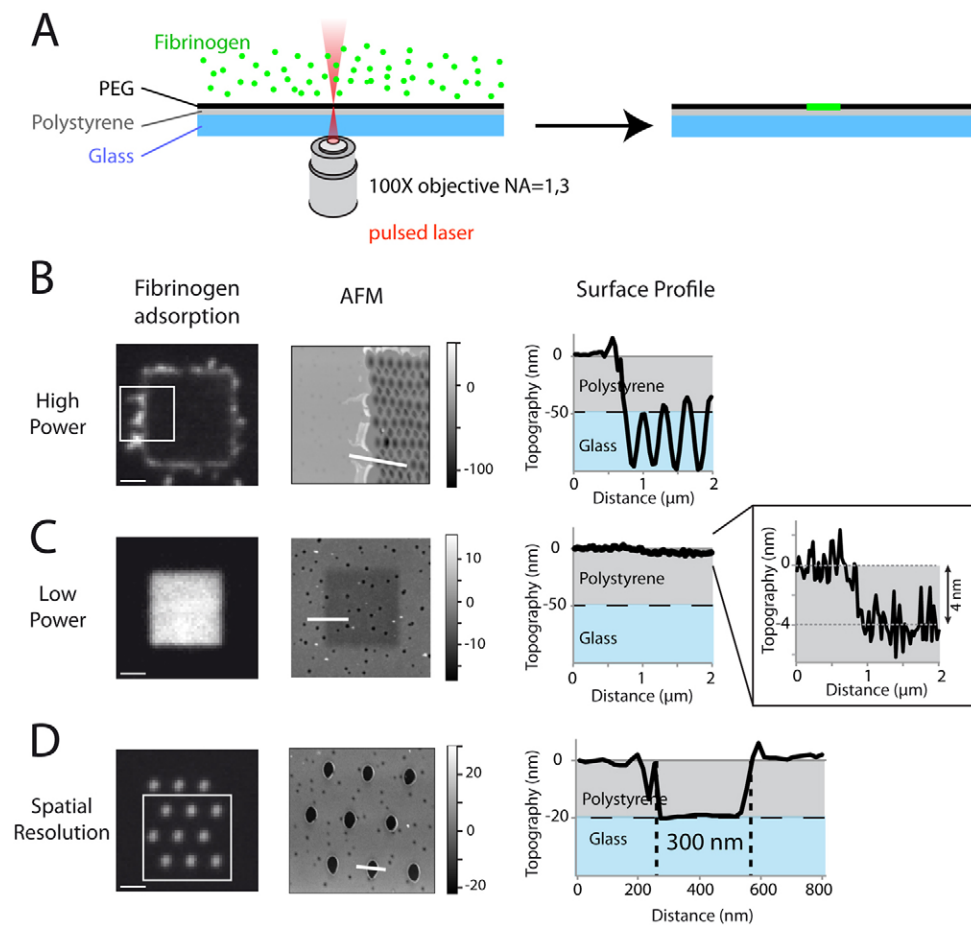 A
Fibrinogen
PEG
Polystyrene
Glass
100X objective NA=1,3
pulsed laser
B
Fibrinogen
adsorption
AFM
Surface Profile
High
Power
0
-100
Topography (nm)
0
-50
Polystyrene
Glass
0
1
2
Distance (μm)
C
Low
Power
10
0
-10
Topography (nm)
0
-50
Polystyrene
Glass
0
1
2
Distance (μm)
Topography (nm)
0
-4
4 nm
0
1
2
Distance (μm)
D
Spatial
Resolution
20
0
-20
Topography (nm)
0
-20
Polystyrene
Glass
300 nm
0
200
400
600
800
Distance (nm)